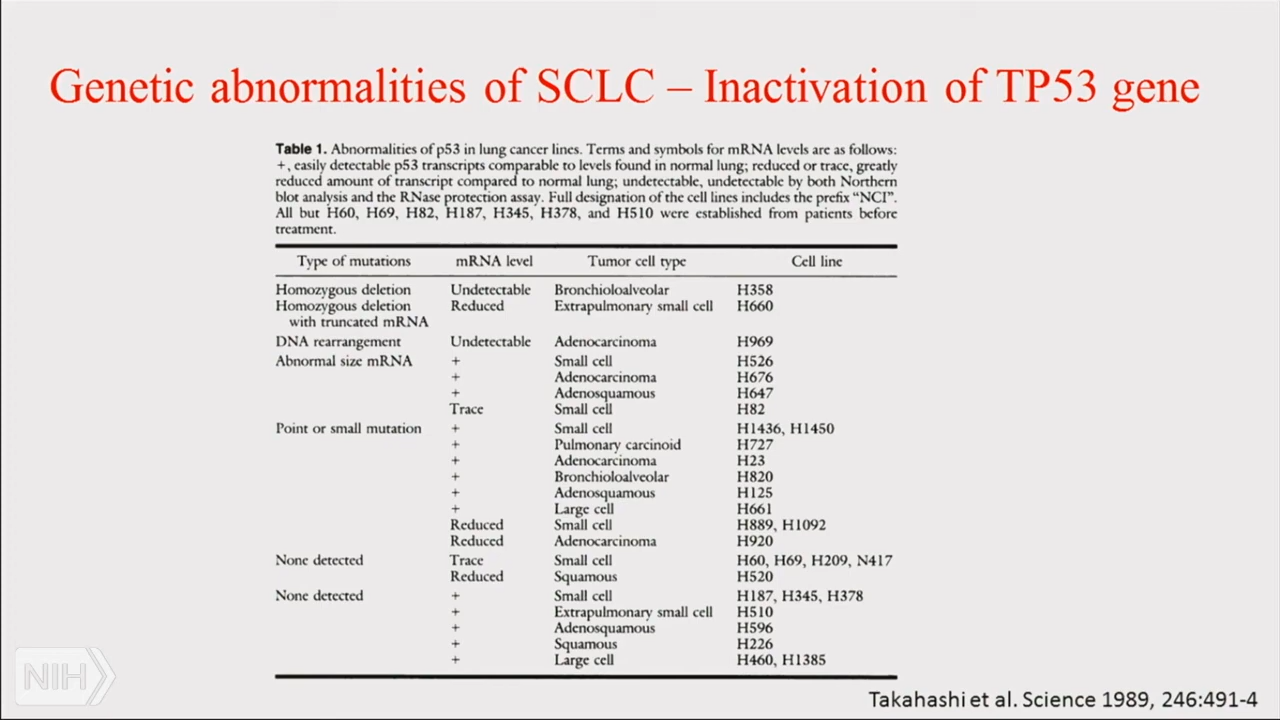 Genetic abnormalities of SCLC – Inactivation of TP53 gene
Table 1. Abnormalities of p53 in lung cancer lines. Terms and symbols for mRNA levels are as follows:
+, easily detectable p53 transcripts comparable to levels found in normal lung; reduced or trace, greatly
reduced amount of transcript compared to normal lung; undetectable, undetectable by both Northern
blot analysis and the RNase protection assay. Full designation of the cell lines includes the prefix “NCI”.
All but H60, H69, H82, H187, H345, H378, and H510 were established from patients before
treatment.
Type of mutations mRNA level Tumor cell type Cell line
Homozygous deletion Undetectable Bronchioloalveolar H358
Homozygous deletion Reduced Extrapulmonary small cell H660
with truncated mRNA
DNA rearrangement Undetectable Adenocarcinoma H969
Abnormal size mRNA + Small cell H526
+ Adenocarcinoma H676
+ Adenosquamous H647
Trace Small cell H82
Point or small mutation + Small cell H1436, H1450
+ Pulmonary carcinoid H727
+ Adenocarcinoma H23
+ Bronchioloalveolar H820
+ Adenosquamous H125
+ Large cell H661
Reduced Small cell H889, H1092
Reduced Adenocarcinoma H920
None detected Trace Small cell H60, H69, H209, N417
Reduced Squamous H520
None detected + Small cell H187, H345, H378
+ Extrapulmonary small cell H510
+ Adenosquamous H596
+ Squamous H226
+ Large cell H460, H1385
NIH
Takahashi et al. Science 1989, 246:491-4